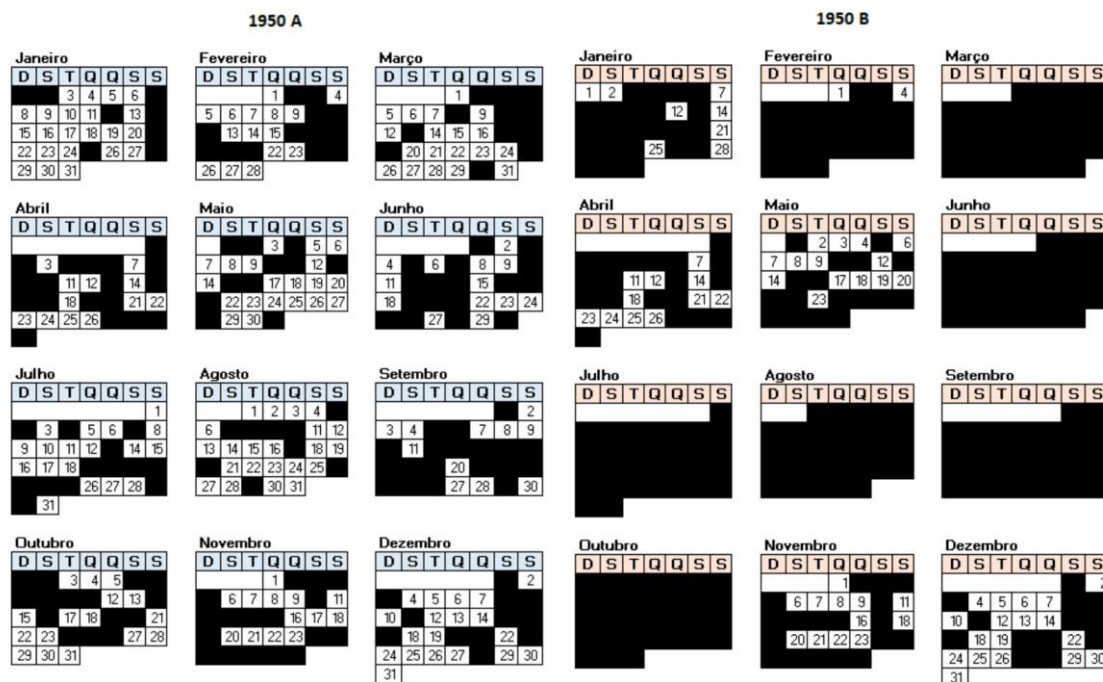 1950 A
Janeiro
D S T Q Q S S
3 4 5 6
8 9 10 11 13
15 16 17 18 19 20
22 23 24 26 27
29 30 31
Fevereiro
D S T Q Q S S
1 4
5 6 7 8 9
13 14 15
22 23
26 27 28
Março
D S T Q Q S S
1
5 6 7 9
12 14 15 16
20 21 22 23 24
26 27 28 29 31
Abril
D S T Q Q S S
3 7
11 12 14
18 21 22
23 24 25 26
Maio
D S T Q Q S S
3 5 6
7 8 9 12
14 17 18 19 20
22 23 24 25 26 27
29 30
Junho
D S T Q Q S S
2
4 6 8 9
11 15
18 22 23 24
27 29
Julho
D S T Q Q S S
1
3 5 6 8
9 10 11 12 14 15
16 17 18
26 27 28
31
Agosto
D S T Q Q S S
1 2 3 4
6 11 12
13 14 15 16 18 19
21 22 23 24 25
27 28 30 31
Setembro
D S T Q Q S S
2
3 4 7 8 9
11
20
27 28 30
Outubro
D S T Q Q S S
3 4 5
12 13
15 17 18 21
22 23 27 28
29 30 31
Novembro
D S T Q Q S S
1
6 7 8 9 11
16 17 18
20 21 22 23
Dezembro
D S T Q Q S S
2
4 5 6 7
10 12 13 14
18 19 22
24 25 26 27 29 30
31
1950 B
Janeiro
D S T Q Q S S
1 2 7
12 14
21
25 28
Fevereiro
D S T Q Q S S
1 4
Março
D S T Q Q S S
Abril
D S T Q Q S S
7
11 12 14
18 21 22
23 24 25 26
Maio
D S T Q Q S S
2 3 4 6
7 8 9 12
14 17 18 19 20
23
Junho
D S T Q Q S S
Julho
D S T Q Q S S
Agosto
D S T Q Q S S
Setembro
D S T Q Q S S
Outubro
D S T Q Q S S
Novembro
D S T Q Q S S
1
6 7 8 9 11
16 18
20 21 22 23
Dezembro
D S T Q Q S S
2
4 5 6 7
10 12 13 14
18 19 22
24 25 26 29 30
31